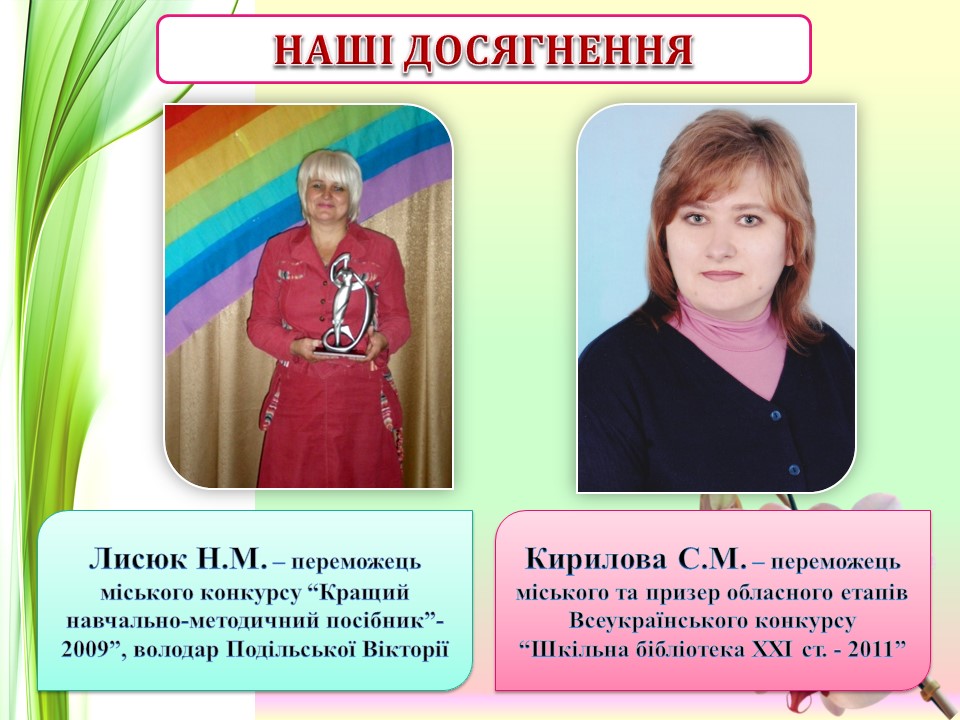 НАШІ ДОСЯГНЕННЯ
Лисюк Н.М. – переможець
міського конкурсу “Кращий
навчально-методичний посібник”-
2009”, володар Подільської Вікторії
Кирилова С.М. – переможець
міського та призер обласного етапів
Всеукраїнського конкурсу
“Шкільна бібліотека ХХІ ст. - 2011”